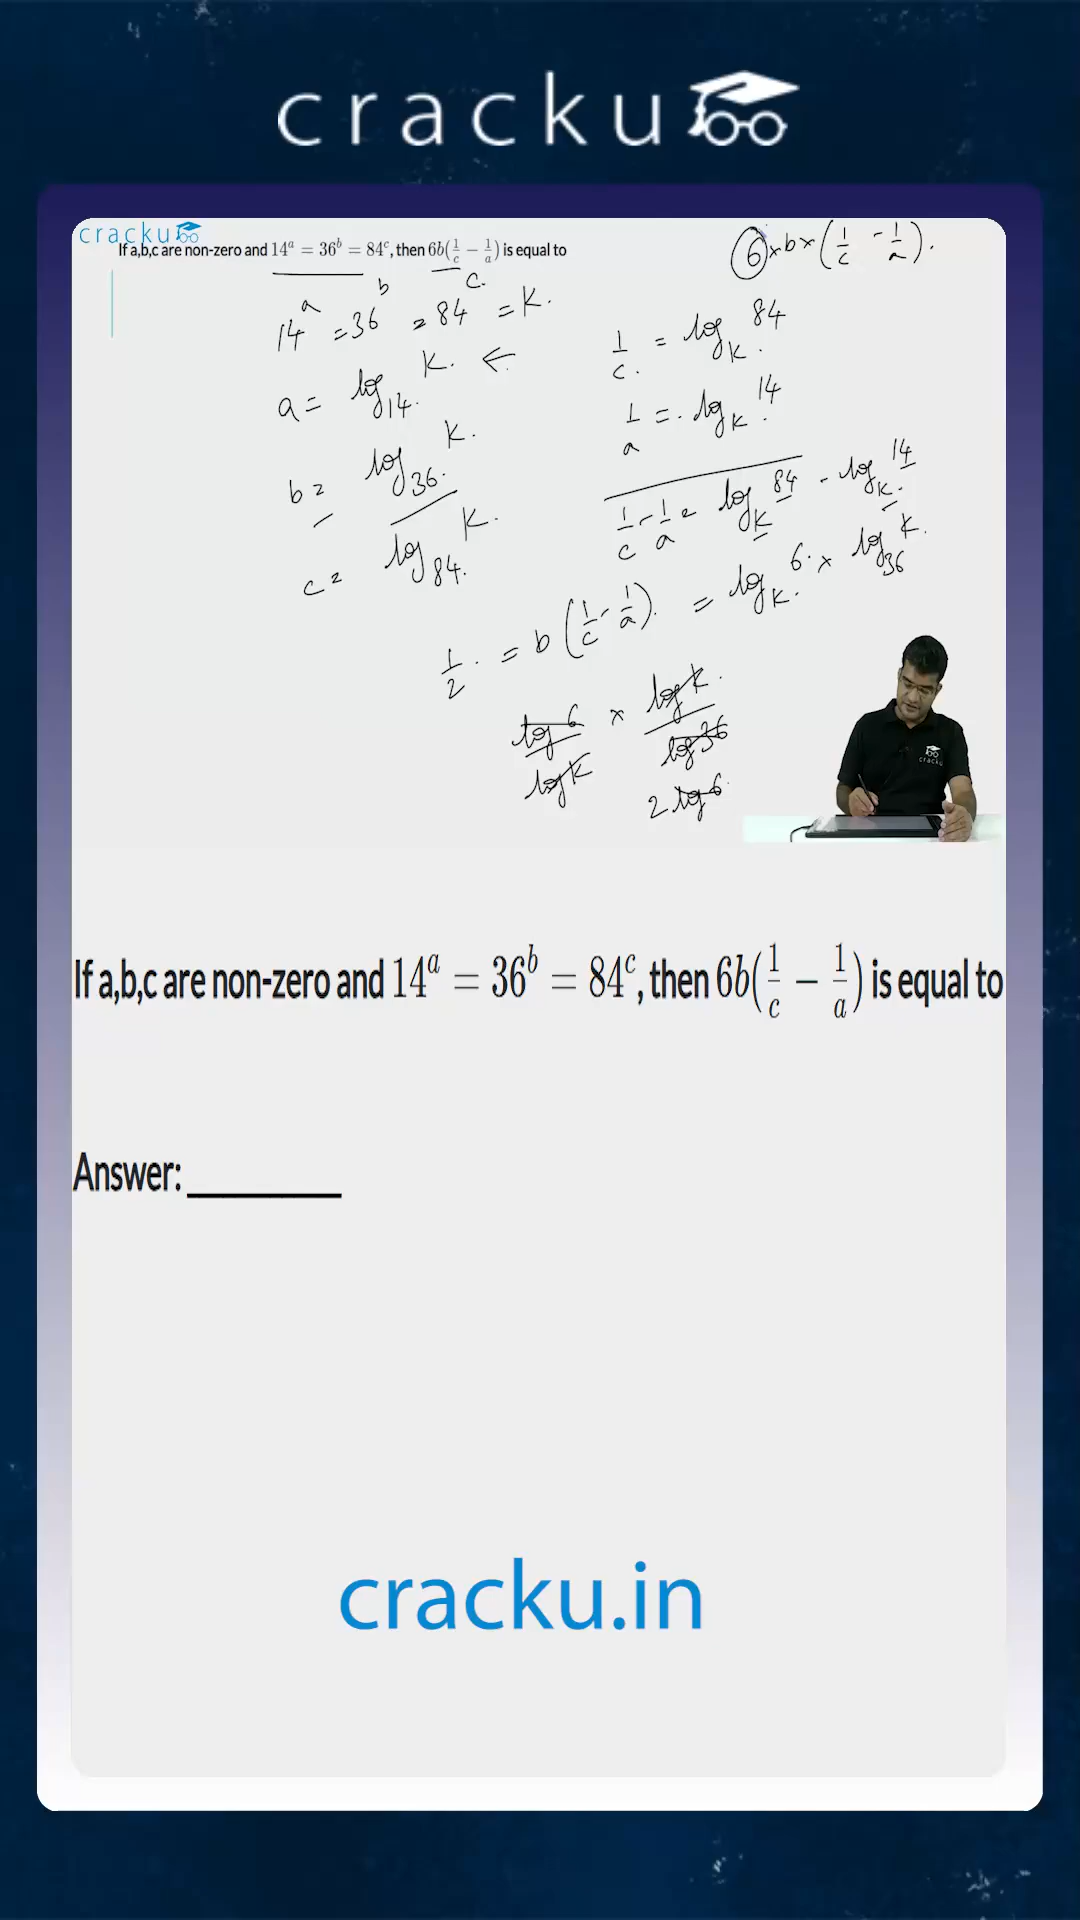 cracku
cracku
If a,b,c are non-zero and 14^a = 36^b = 84^c, then 6b(1/c − 1/a) is equal to
6 × b × (1/c - 1/a).
14^a = 36^b = 84^c = K.
a = log_14 K. ←
b = log_36 K.
c = log_84 K.
1/c = log_K 84
1/a = log_K 14
1/c - 1/a = log_K 84 - log_K 14
1/2 = b (1/c - 1/a) = log_K 6 × log_36 K
log 6 / log K × log K / log 36
2 log 6
cracku
If a,b,c are non-zero and 14^a = 36^b = 84^c, then 6b(1/c − 1/a) is equal to
Answer: ________
cracku.in